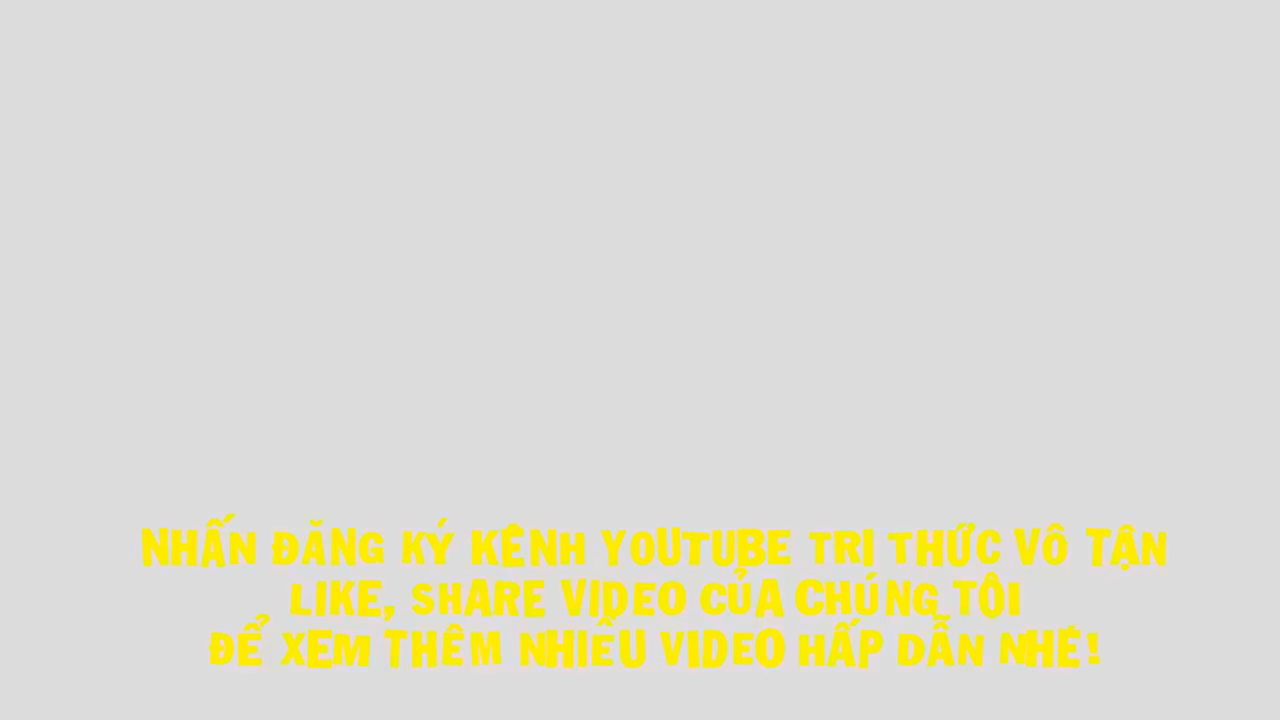 NHẤN ĐĂNG KÝ KÊNH YOUTUBE TRI THỨC VÔ TẬN
LIKE, SHARE VIDEO CỦA CHÚNG TÔI
ĐỂ XEM THÊM NHIỀU VIDEO HẤP DẪN NHÉ!